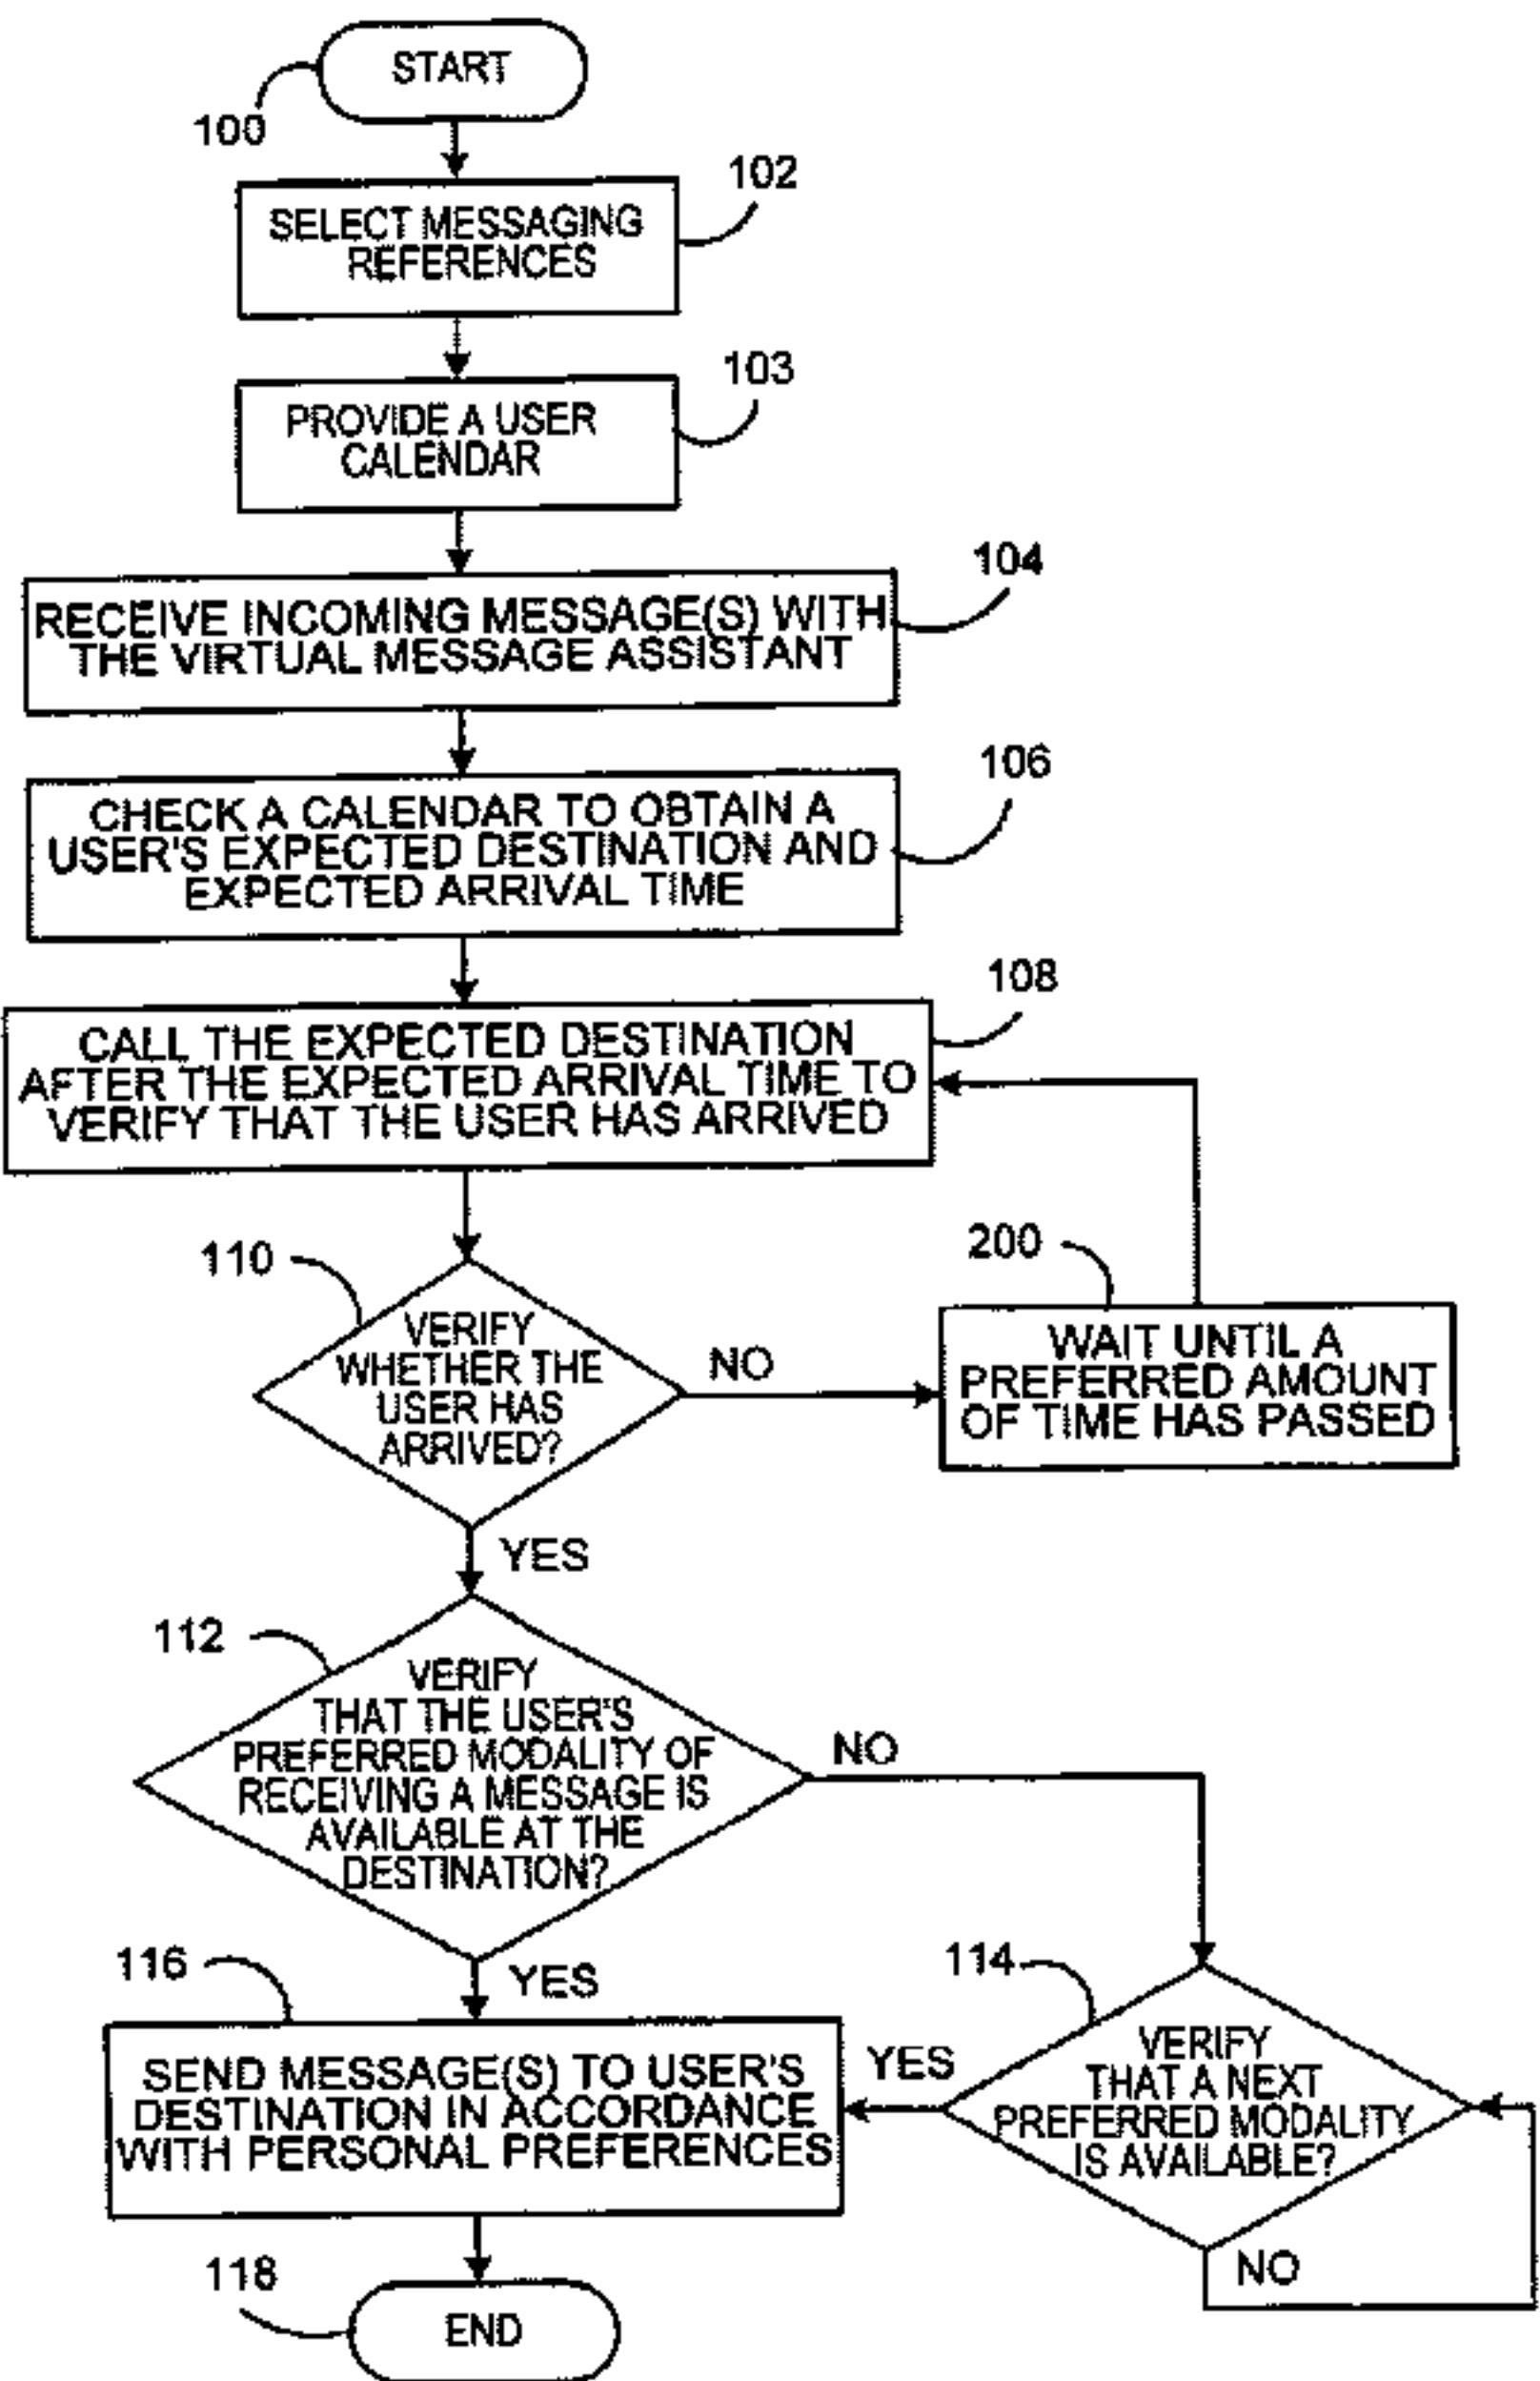 START
100
102
SELECT MESSAGING
REFERENCES
103
PROVIDE A USER
CALENDAR
104
RECEIVE INCOMING MESSAGE(S) WITH
THE VIRTUAL MESSAGE ASSISTANT
106
CHECK A CALENDAR TO OBTAIN A
USER'S EXPECTED DESTINATION AND
EXPECTED ARRIVAL TIME
108
CALL THE EXPECTED DESTINATION
AFTER THE EXPECTED ARRIVAL TIME TO
VERIFY THAT THE USER HAS ARRIVED
110
VERIFY
WHETHER THE
USER HAS
ARRIVED?
NO
200
WAIT UNTIL A
PREFERRED AMOUNT
OF TIME HAS PASSED
YES
112
VERIFY
THAT THE USER'S
PREFERRED MODALITY OF
RECEIVING A MESSAGE IS
AVAILABLE AT THE
DESTINATION?
NO
YES
114
VERIFY
THAT A NEXT
PREFERRED MODALITY
IS AVAILABLE?
YES
NO
116
SEND MESSAGE(S) TO USER'S
DESTINATION IN ACCORDANCE
WITH PERSONAL PREFERENCES
118
END